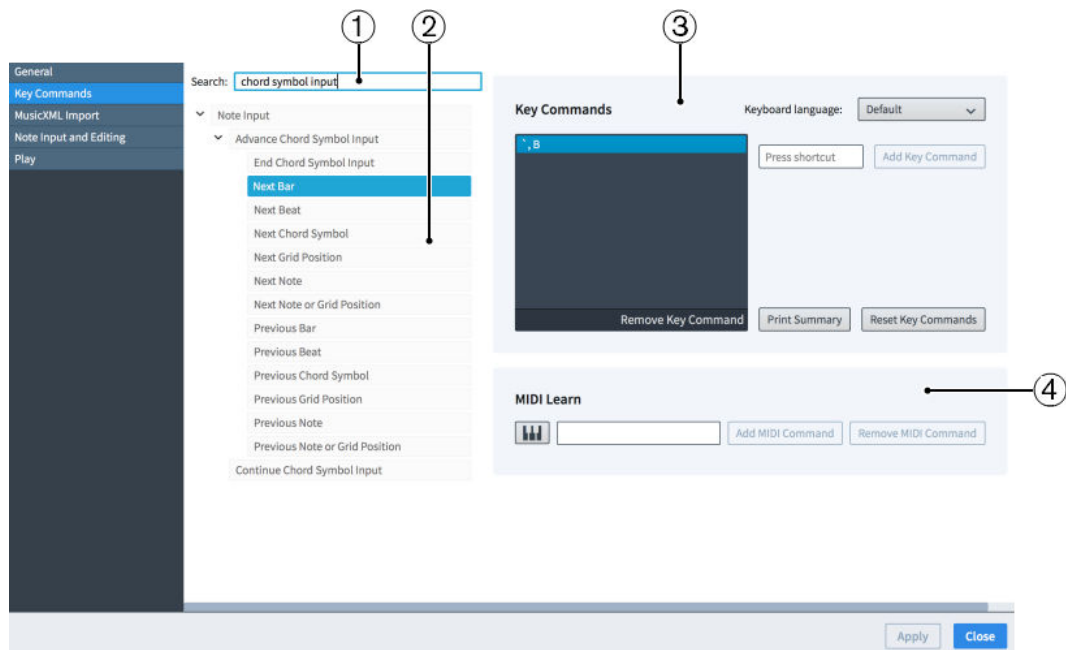 1 2 3
General
Key Commands
MusicXML Import
Note Input and Editing
Play
Search: chord symbol input
Note Input
Advance Chord Symbol Input
End Chord Symbol Input
Next Bar
Next Beat
Next Chord Symbol
Next Grid Position
Next Note
Next Note or Grid Position
Previous Bar
Previous Beat
Previous Chord Symbol
Previous Grid Position
Previous Note
Previous Note or Grid Position
Continue Chord Symbol Input
Key Commands Keyboard language: Default
`, B
Press shortcut Add Key Command
Remove Key Command Print Summary Reset Key Commands
4
MIDI Learn
Add MIDI Command Remove MIDI Command
Apply Close